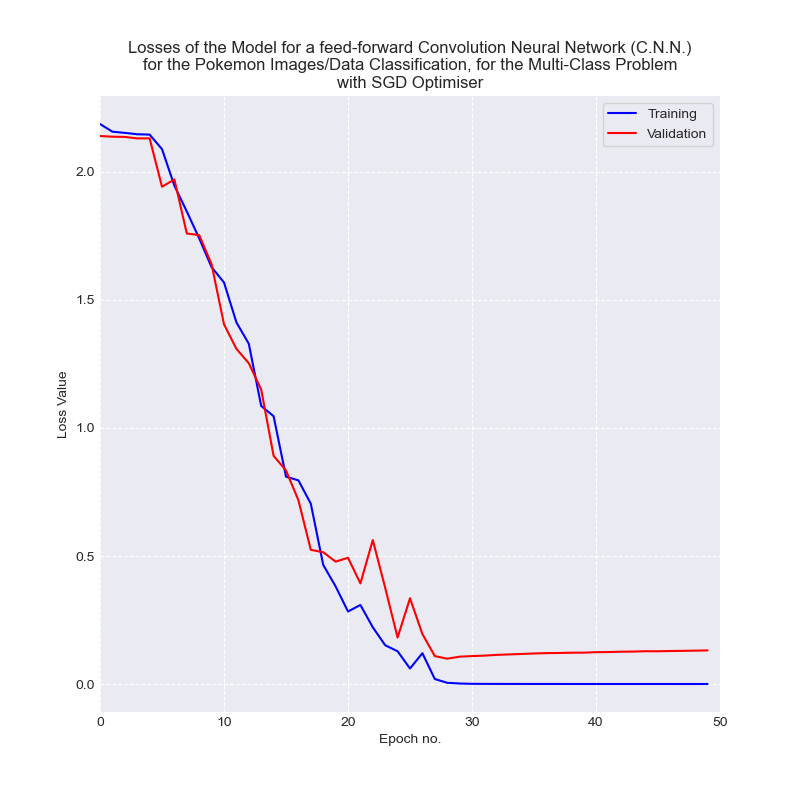 Losses of the Model for a feed-forward Convolution Neural Network (C.N.N.)
for the Pokemon Images/Data Classification, for the Multi-Class Problem
with SGD Optimiser
Training
Validation
2.0
1.5
1.0
0.5
0.0
Loss Value
0 10 20 30 40 50
Epoch no.